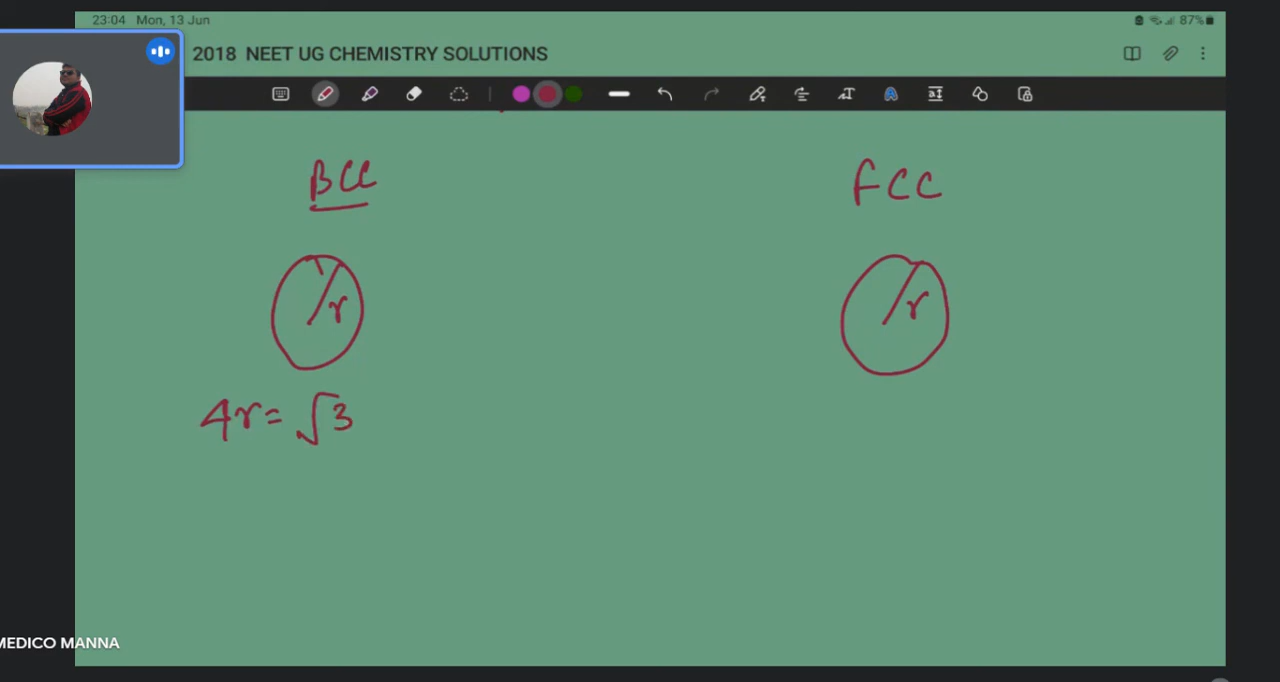 23:04 Mon, 13 Jun
87%
2018 NEET UG CHEMISTRY SOLUTIONS
BCC
FCC
r
r
4r = √3
MEDICO MANNA